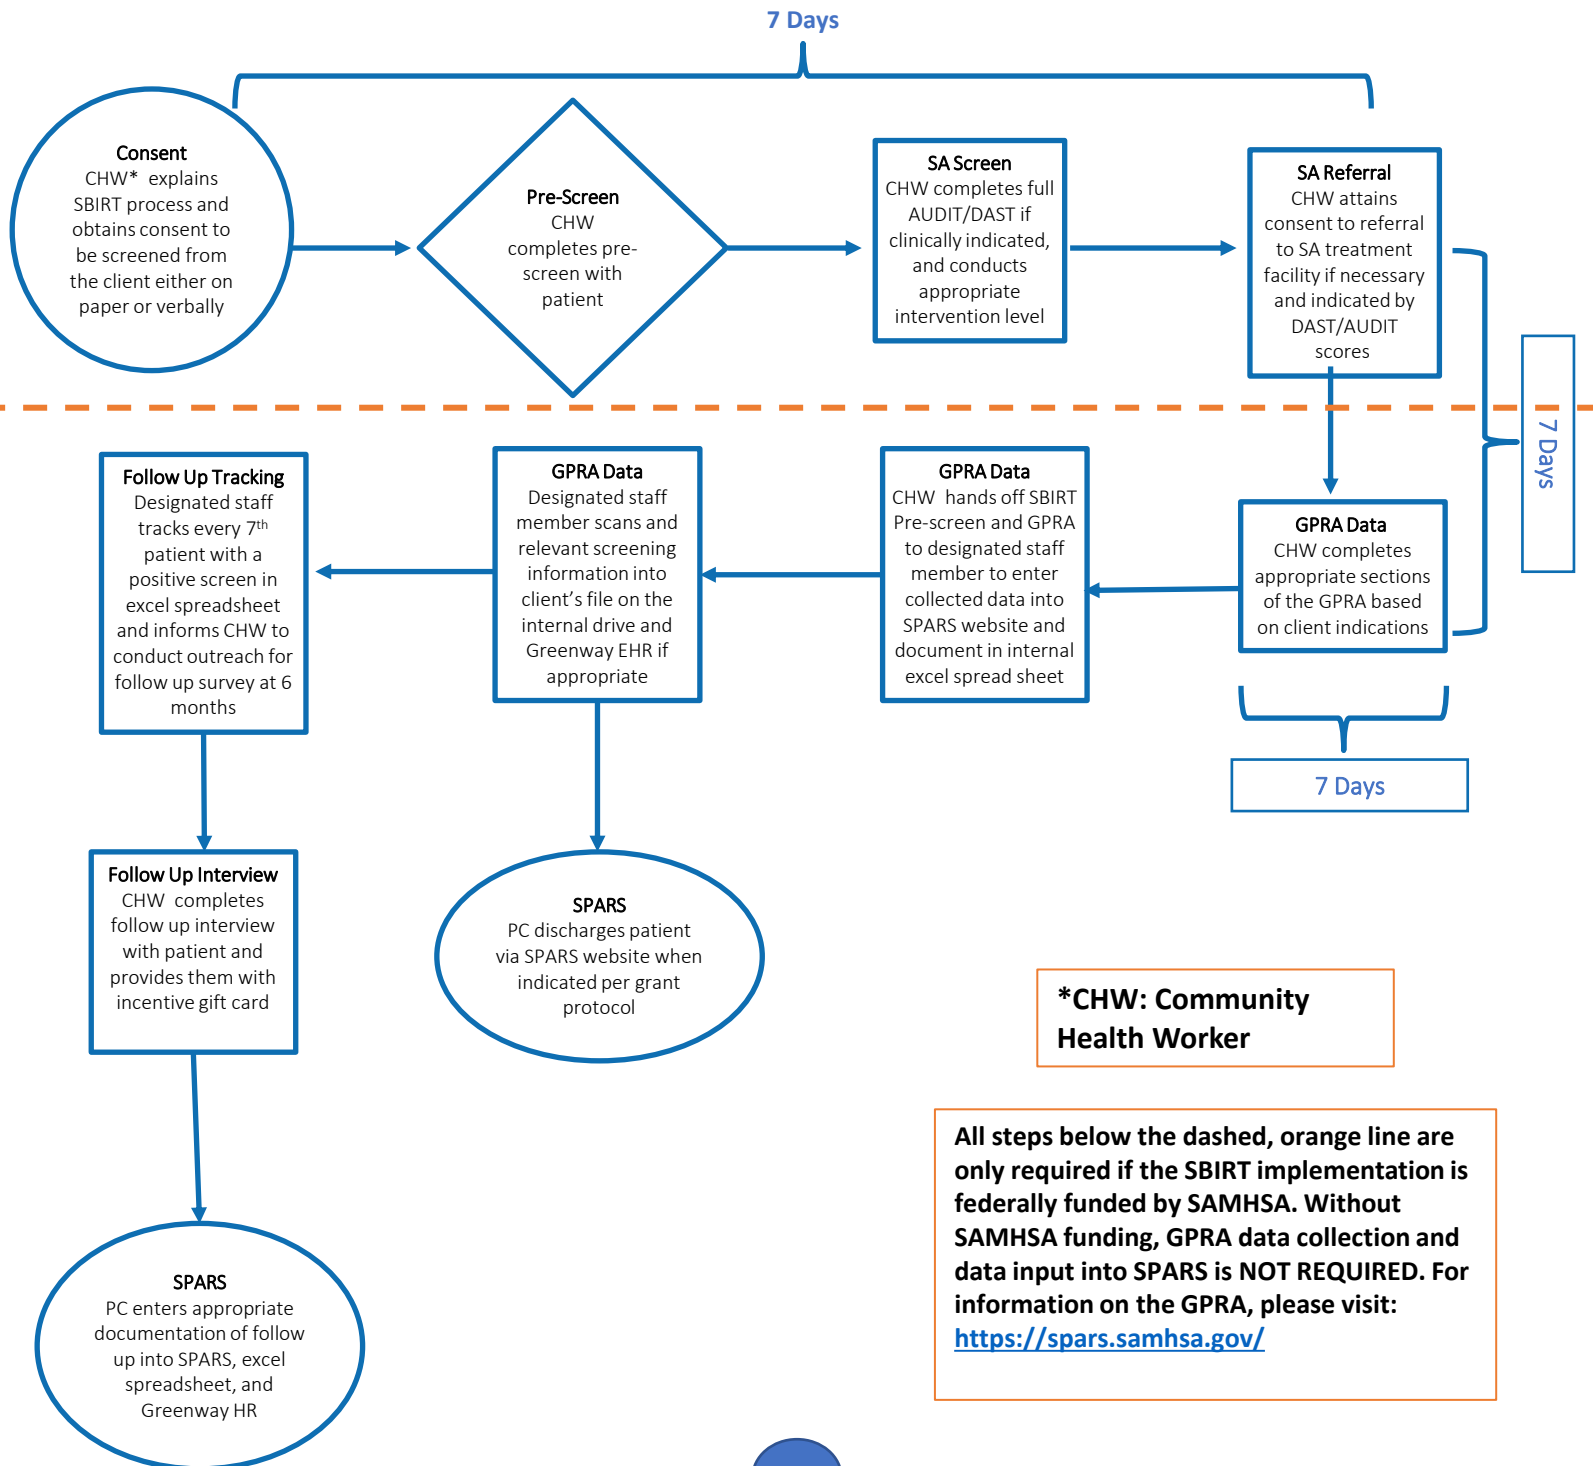 7 Days
Consent
CHW*  explains
SBIRT process and
obtains consent to
be screened from
the client either on
paper or verbally
Pre-Screen
CHW
completes pre-
screen with
patient
SA Screen
CHW completes full
AUDIT/DAST if
clinically indicated,
and conducts
appropriate
intervention level
SA Referral
CHW attains
consent to referral
to SA treatment
facility if necessary
and indicated by
DAST/AUDIT
scores
7 Days
GPRA Data
CHW completes
appropriate sections
of the GPRA based
on client indications
7 Days
GPRA Data
CHW  hands off SBIRT
Pre-screen and GPRA
to designated staff
member to enter
collected data into
SPARS website and
document in internal
excel spread sheet
GPRA Data
Designated staff
member scans and
relevant screening
information into
client's file on the
internal drive and
Greenway EHR if
appropriate
Follow Up Tracking
Designated staff
tracks every 7th
patient with a
positive screen in
excel spreadsheet
and informs CHW to
conduct outreach for
follow up survey at 6
months
Follow Up Interview
CHW  completes
follow up interview
with patient and
provides them with
incentive gift card
SPARS
PC discharges patient
via SPARS website when
indicated per grant
protocol
SPARS
PC enters appropriate
documentation of follow
up into SPARS, excel
spreadsheet, and
Greenway HR
*CHW: Community
Health Worker
All steps below the dashed, orange line are
only required if the SBIRT implementation is
federally funded by SAMHSA. Without
SAMHSA funding, GPRA data collection and
data input into SPARS is NOT REQUIRED. For
information on the GPRA, please visit:
https://spars.samhsa.gov/